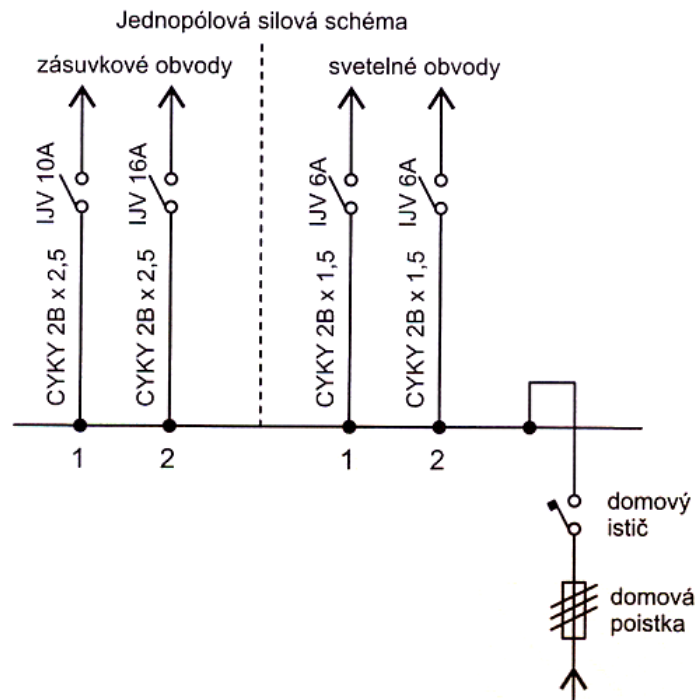 Jednopólová silová schéma
zásuvkové obvody
svetelné obvody
IJV 10A
IJV 16A
IJV 6A
IJV 6A
CYKY 2B x 2,5
CYKY 2B x 2,5
CYKY 2B x 1,5
CYKY 2B x 1,5
1
2
1
2
domový
istič
domová
poistka